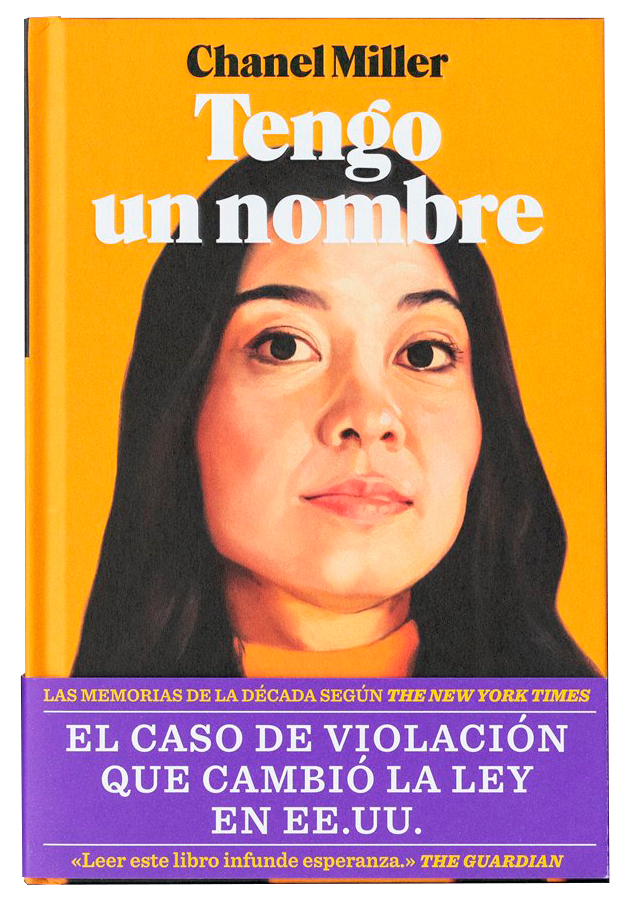 Chanel Miller
Tengo
un nombre
LAS MEMORIAS DE LA DÉCADA SEGÚN THE NEW YORK TIMES
EL CASO DE VIOLACIÓN
QUE CAMBIÓ LA LEY
EN EE.UU.
«Leer este libro infunde esperanza.» THE GUARDIAN